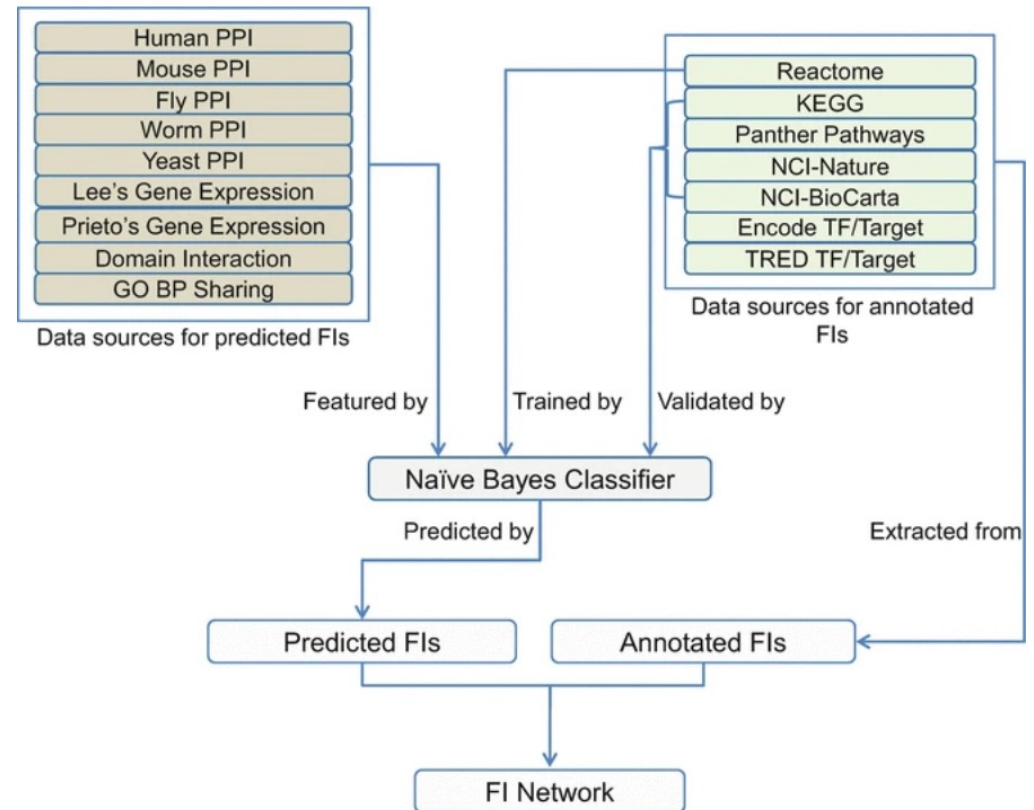 Human PPI
Mouse PPI
Fly PPI
Worm PPI
Yeast PPI
Lee's Gene Expression
Prieto's Gene Expression
Domain Interaction
GO BP Sharing
Data sources for predicted FIs
Reactome
KEGG
Panther Pathways
NCI-Nature
NCI-BioCarta
Encode TF/Target
TRED TF/Target
Data sources for annotated
FIs
Featured by
Trained by
Validated by
Naïve Bayes Classifier
Predicted by
Extracted from
Predicted FIs
Annotated FIs
FI Network